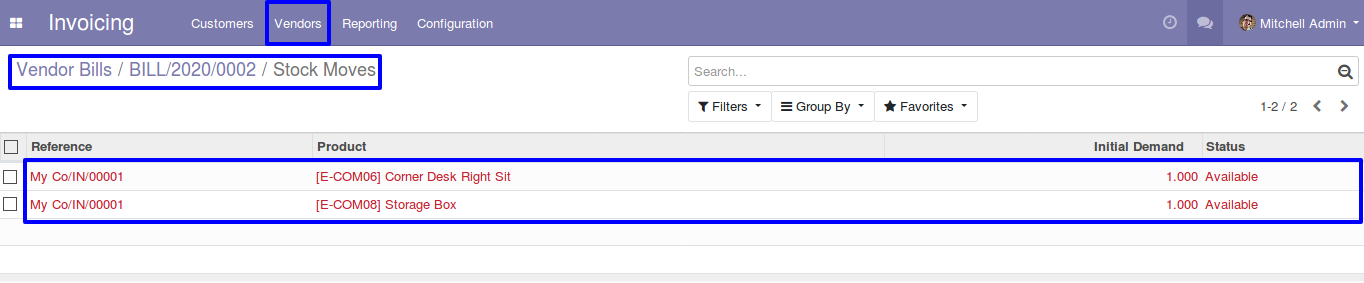 Invoicing Customers Vendors Reporting Configuration Mitchell Admin
Vendor Bills / BILL/2020/0002 / Stock Moves
Search...
Filters Group By Favorites 1-2 / 2
Reference Product Initial Demand Status
My Co/IN/00001 [E-COM06] Corner Desk Right Sit 1.000 Available
My Co/IN/00001 [E-COM08] Storage Box 1.000 Available